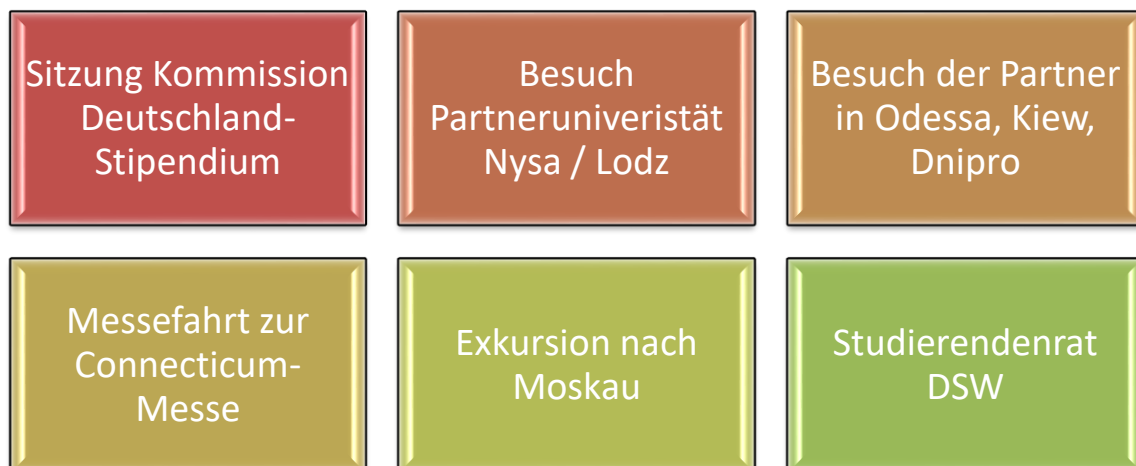 Sitzung Kommission
Deutschland-
Stipendium
Besuch
Partneruniveristät
Nysa / Lodz
Besuch der Partner
in Odessa, Kiew,
Dnipro
Messefahrt zur
Connecticum-
Messe
Exkursion nach
Moskau
Studierendenrat
DSW